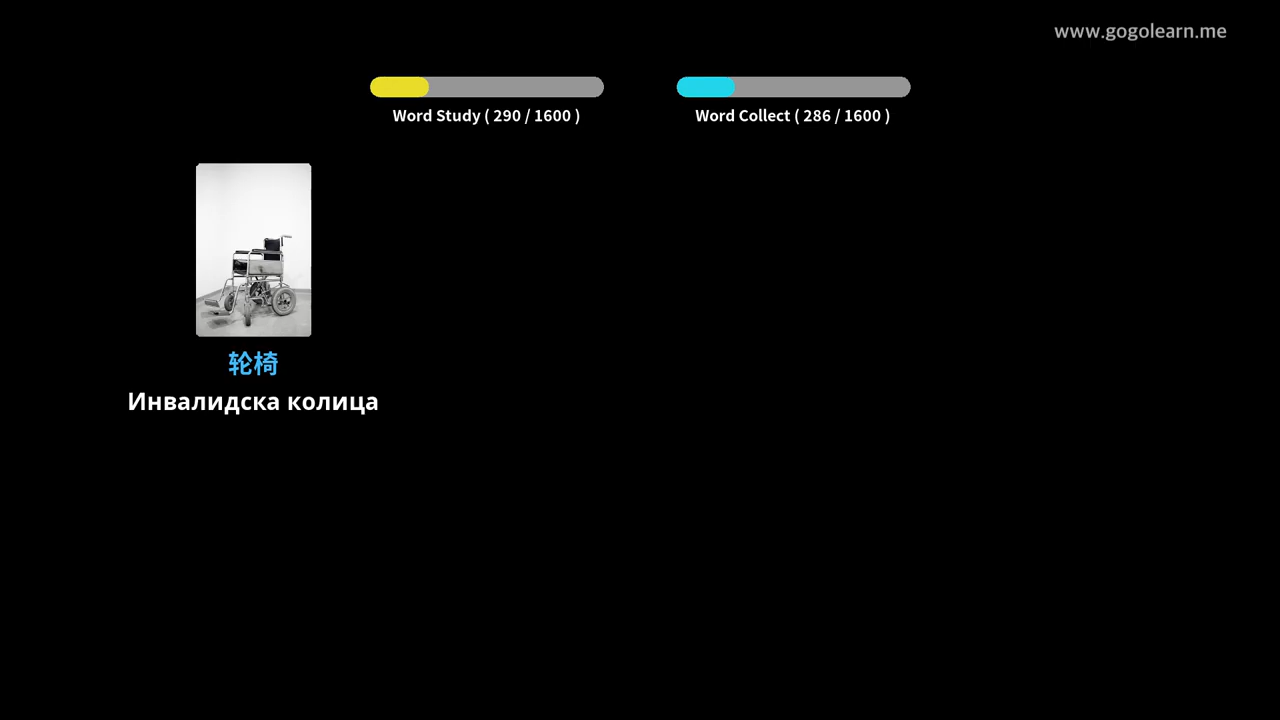 www.gogolearn.me
Word Study ( 290 / 1600 )
Word Collect ( 286 / 1600 )
轮椅
Инвалидска колица